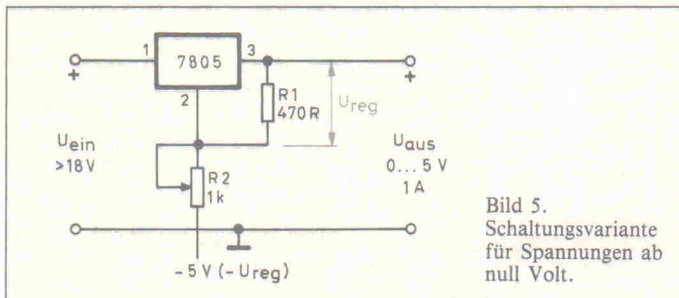 1
7805
3
2
+
R1
470R
Ureg
+
Uein
>18V
R2
1k
Uaus
0...5 V
1A
-5V (-Ureg)
Bild 5.
Schaltungsvariante
für Spannungen ab
null Volt.